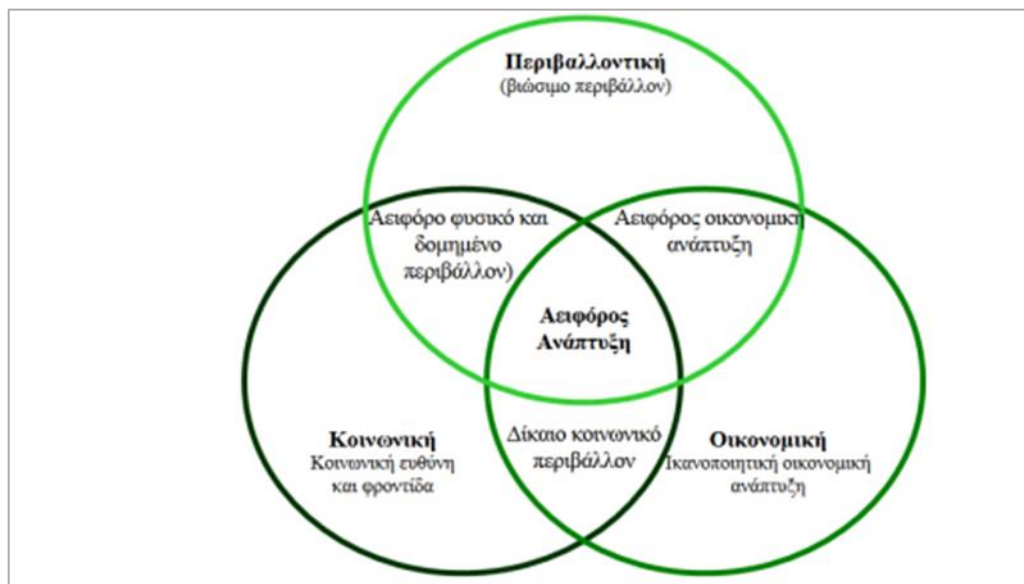 Περιβαλλοντική
(βιώσιμο περιβάλλον)
Αειφόρο φυσικό και
δομημένο
περιβάλλον)
Αειφόρος οικονομική
ανάπτυξη
Αειφόρος
Ανάπτυξη
Κοινωνική
Κοινωνική ευθύνη
και φροντίδα
Δίκαιο κοινωνικό
περιβάλλον
Οικονομική
Ικανοποιητική οικονομική
ανάπτυξη